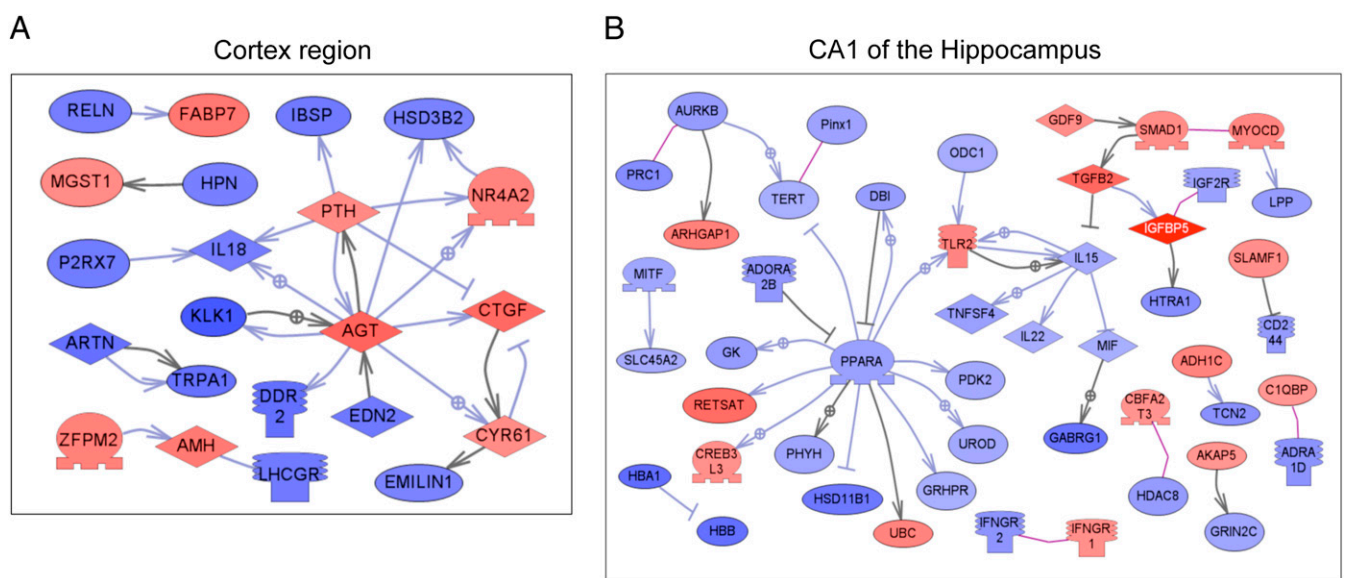 A
Cortex region
RELN
FABP7
IBSP
HSD3B2
MGST1
HPN
NR4A2
PTH
P2RX7
IL18
KLK1
AGT
CTGF
ARTN
TRPA1
DDR
2
EDN2
CYR61
ZFPM2
AMH
LHCGR
EMILIN1
B
CA1 of the Hippocampus
AURKB
Pinx1
GDF9
SMAD1
MYOCD
ODC1
PRC1
TERT
DBI
TGFB2
IGF2R
LPP
ARHGAP1
TLR2
IGFBP5
IL15
SLAMF1
MITF
ADORA
2B
HTRA1
TNFSF4
IL22
MIF
CD2
44
SLC45A2
GK
PPARA
PDK2
ADH1C
C1QBP
RETSAT
CBFA2
T3
TCN2
GABRG1
CREB3
L3
PHYH
UROD
AKAP5
ADRA
1D
HBA1
HSD11B1
GRHPR
HDAC8
HBB
UBC
IFNGR
2
IFNGR
1
GRIN2C